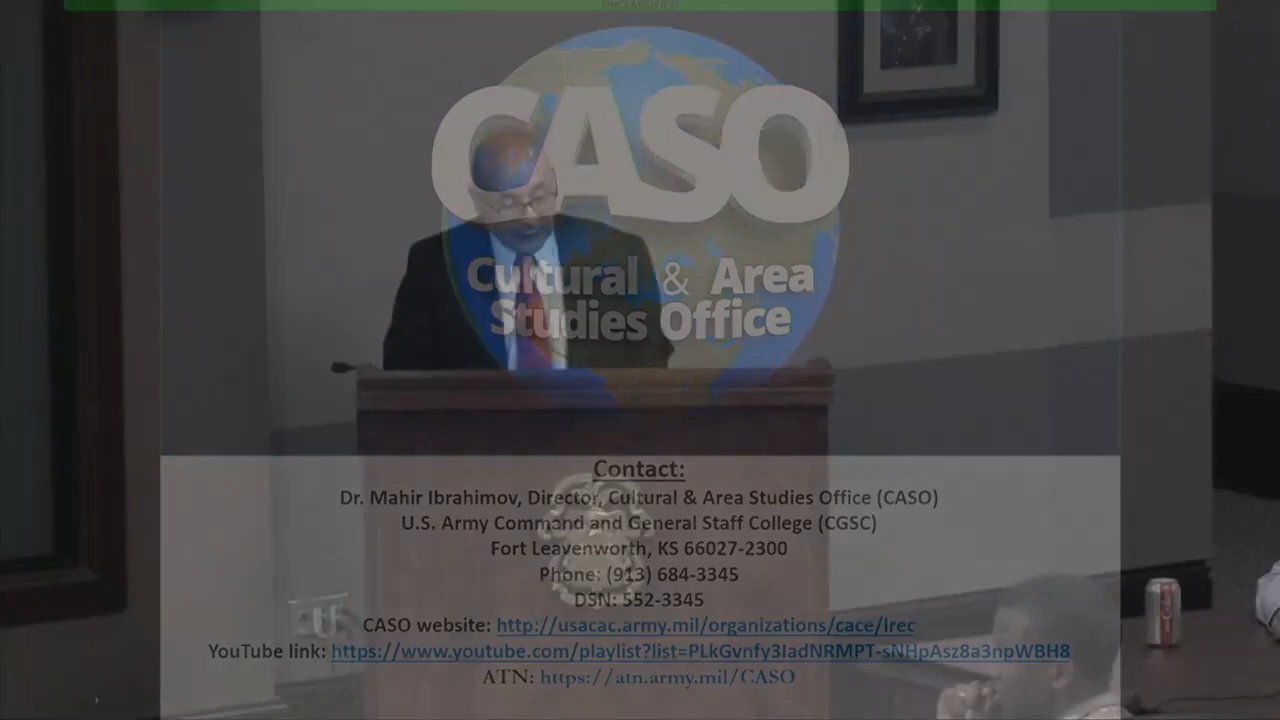 UNCLASSIFIED
CASO
Cultural & Area
Studies Office
Contact:
Dr. Mahir Ibrahimov, Director, Cultural & Area Studies Office (CASO)
U.S. Army Command and General Staff College (CGSC)
Fort Leavenworth, KS 66027-2300
Phone: (913) 684-3345
DSN: 552-3345
CASO website: http://usacac.army.mil/organizations/cace/lrec
YouTube link: https://www.youtube.com/playlist?list=PLkGvnfy3IadNRMPT-sNHpAsz8a3npWBH8
ATN: https://atn.army.mil/CASO